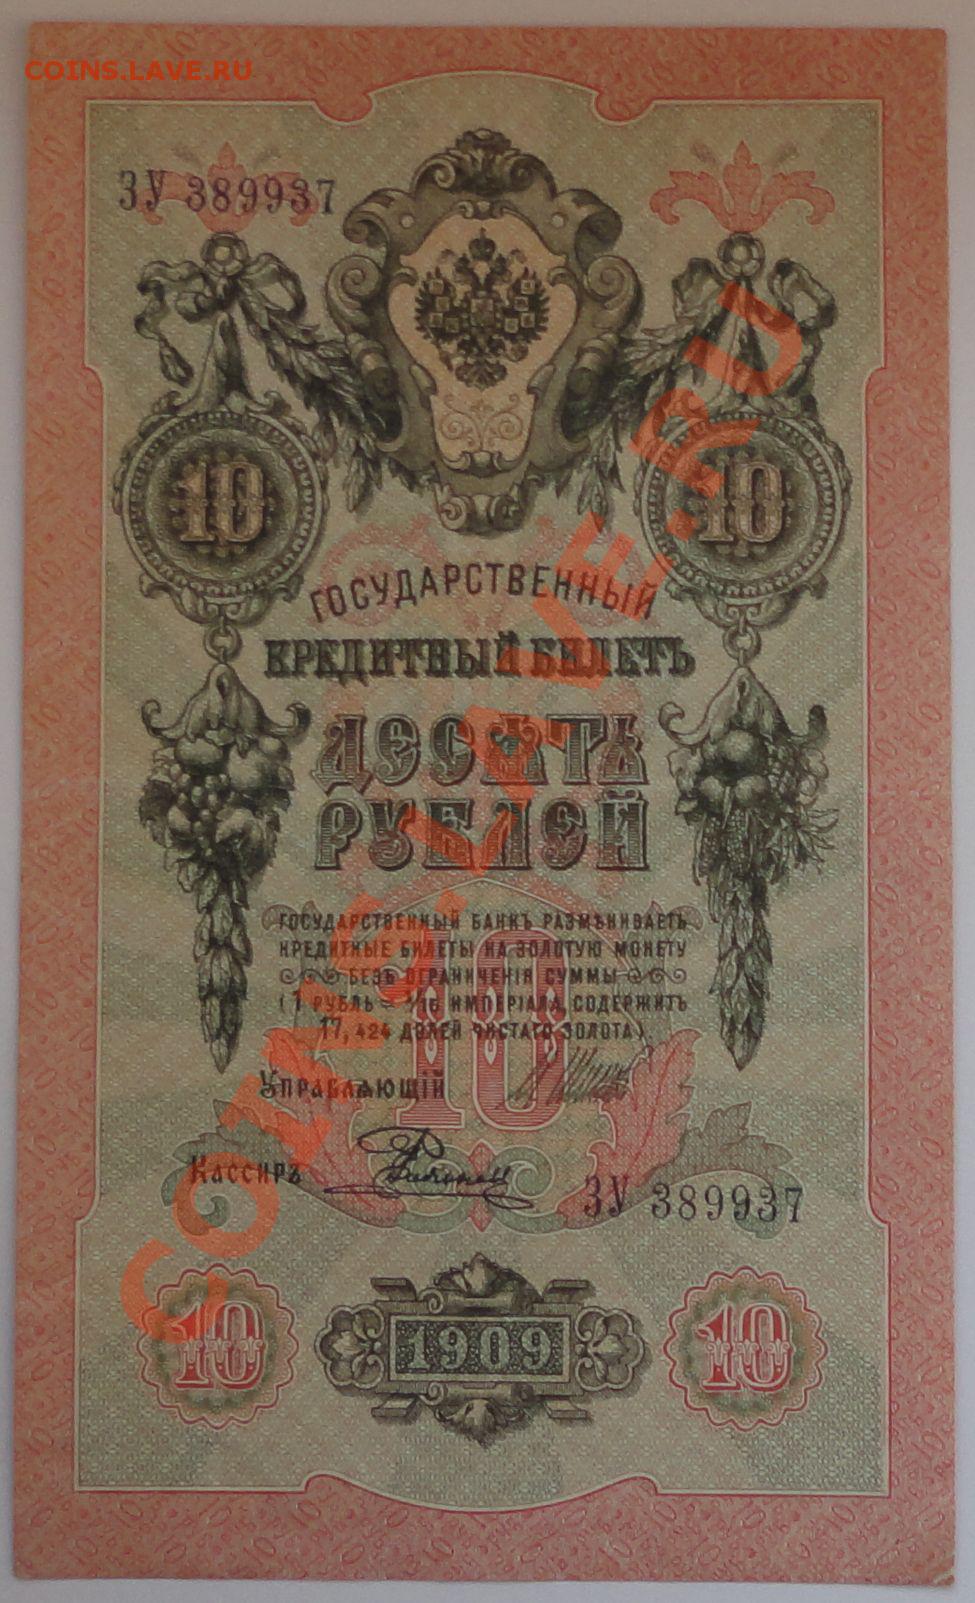 COINS.LAVE.RU
ЗУ 389937
10
10
ГОСУДАРСТВЕННЫЙ
КРЕДИТНЫЙ БИЛЕТЪ
ДЕСЯТЬ
РУБЛЕЙ
ГОСУДАРСТВЕННЫЙ БАНКЪ РАЗМѢНИВАЕТЪ
КРЕДИТНЫЕ БИЛЕТЫ НА ЗОЛОТУЮ МОНЕТУ
БЕЗЪ ОГРАНИЧЕНІЯ СУММЫ
(1 РУБЛЬ = 1/15 ИМПЕРІАЛА, СОДЕРЖИТЪ
17,424 ДОЛЕЙ ЧИСТАГО ЗОЛОТА)
10
УПРАВЛЯЮЩІЙ
КАССИРЪ
ЗУ 389937
10
1909
10
COINS.LAVE.RU